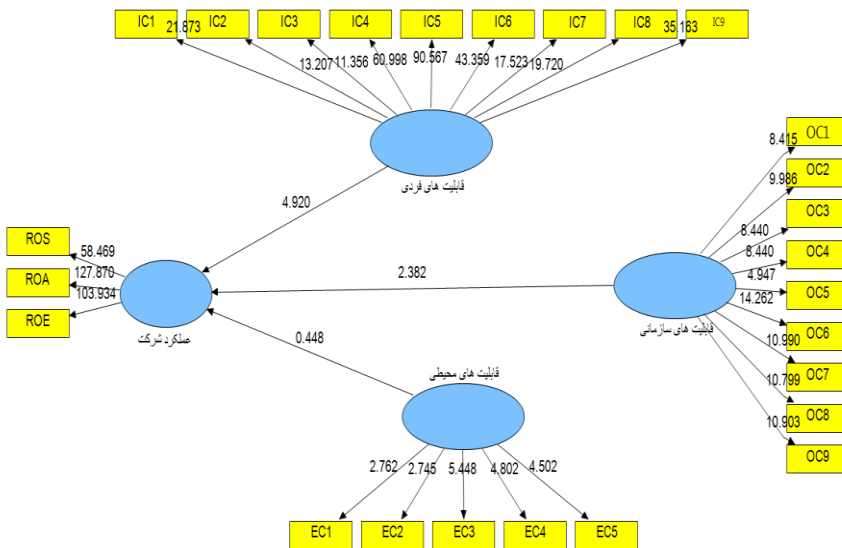 IC1 IC2 IC3 IC4 IC5 IC6 IC7 IC8 IC9
21.873 13.207 11.356 60.998 90.567 43.359 17.523 19.720 35.163
قابلیت های فردی
4.920
OC1
8.415
OC2
9.986
OC3
8.440
OC4
8.440
OC5
4.947
OC6
14.262
OC7
10.990
OC8
10.799
OC9
10.903
قابلیت های سازمانی
2.382
ROS
58.469
ROA
127.870
ROE
103.934
عملکرد شرکت
0.448
قابلیت های محیطی
2.762 2.745 5.448 4.802 4.502
EC1 EC2 EC3 EC4 EC5